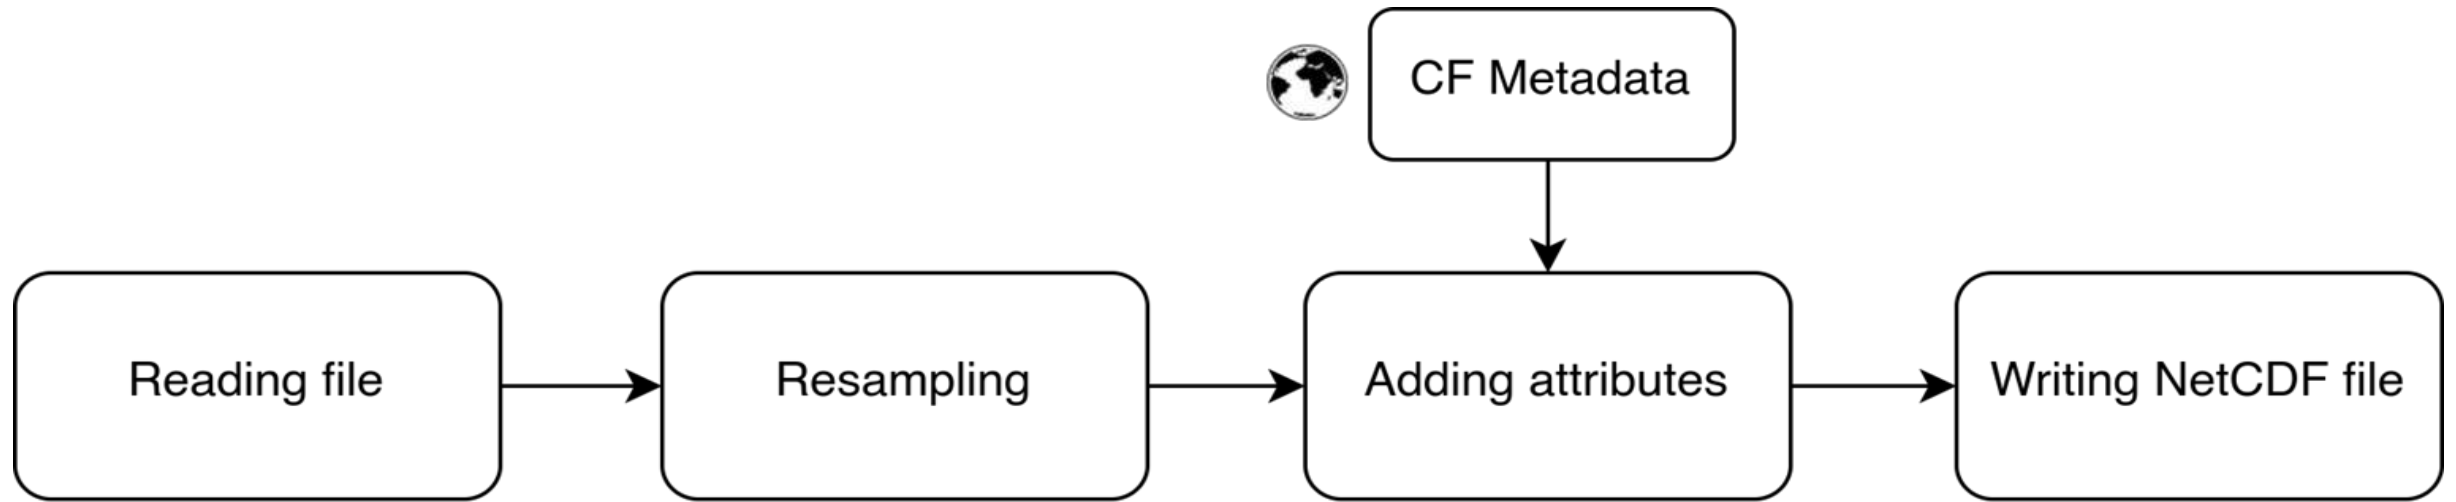 CF Metadata
Reading file
Resampling
Adding attributes
Writing NetCDF file